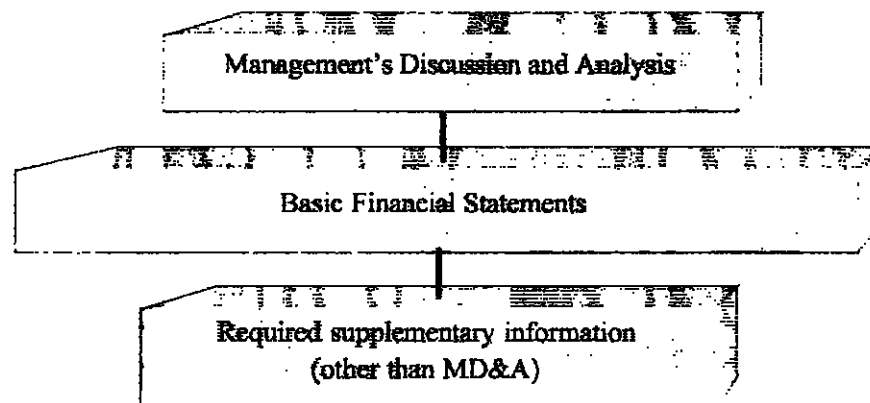 Management's Discussion and Analysis
Basic Financial Statements
Required supplementary information
(other than MD&A)